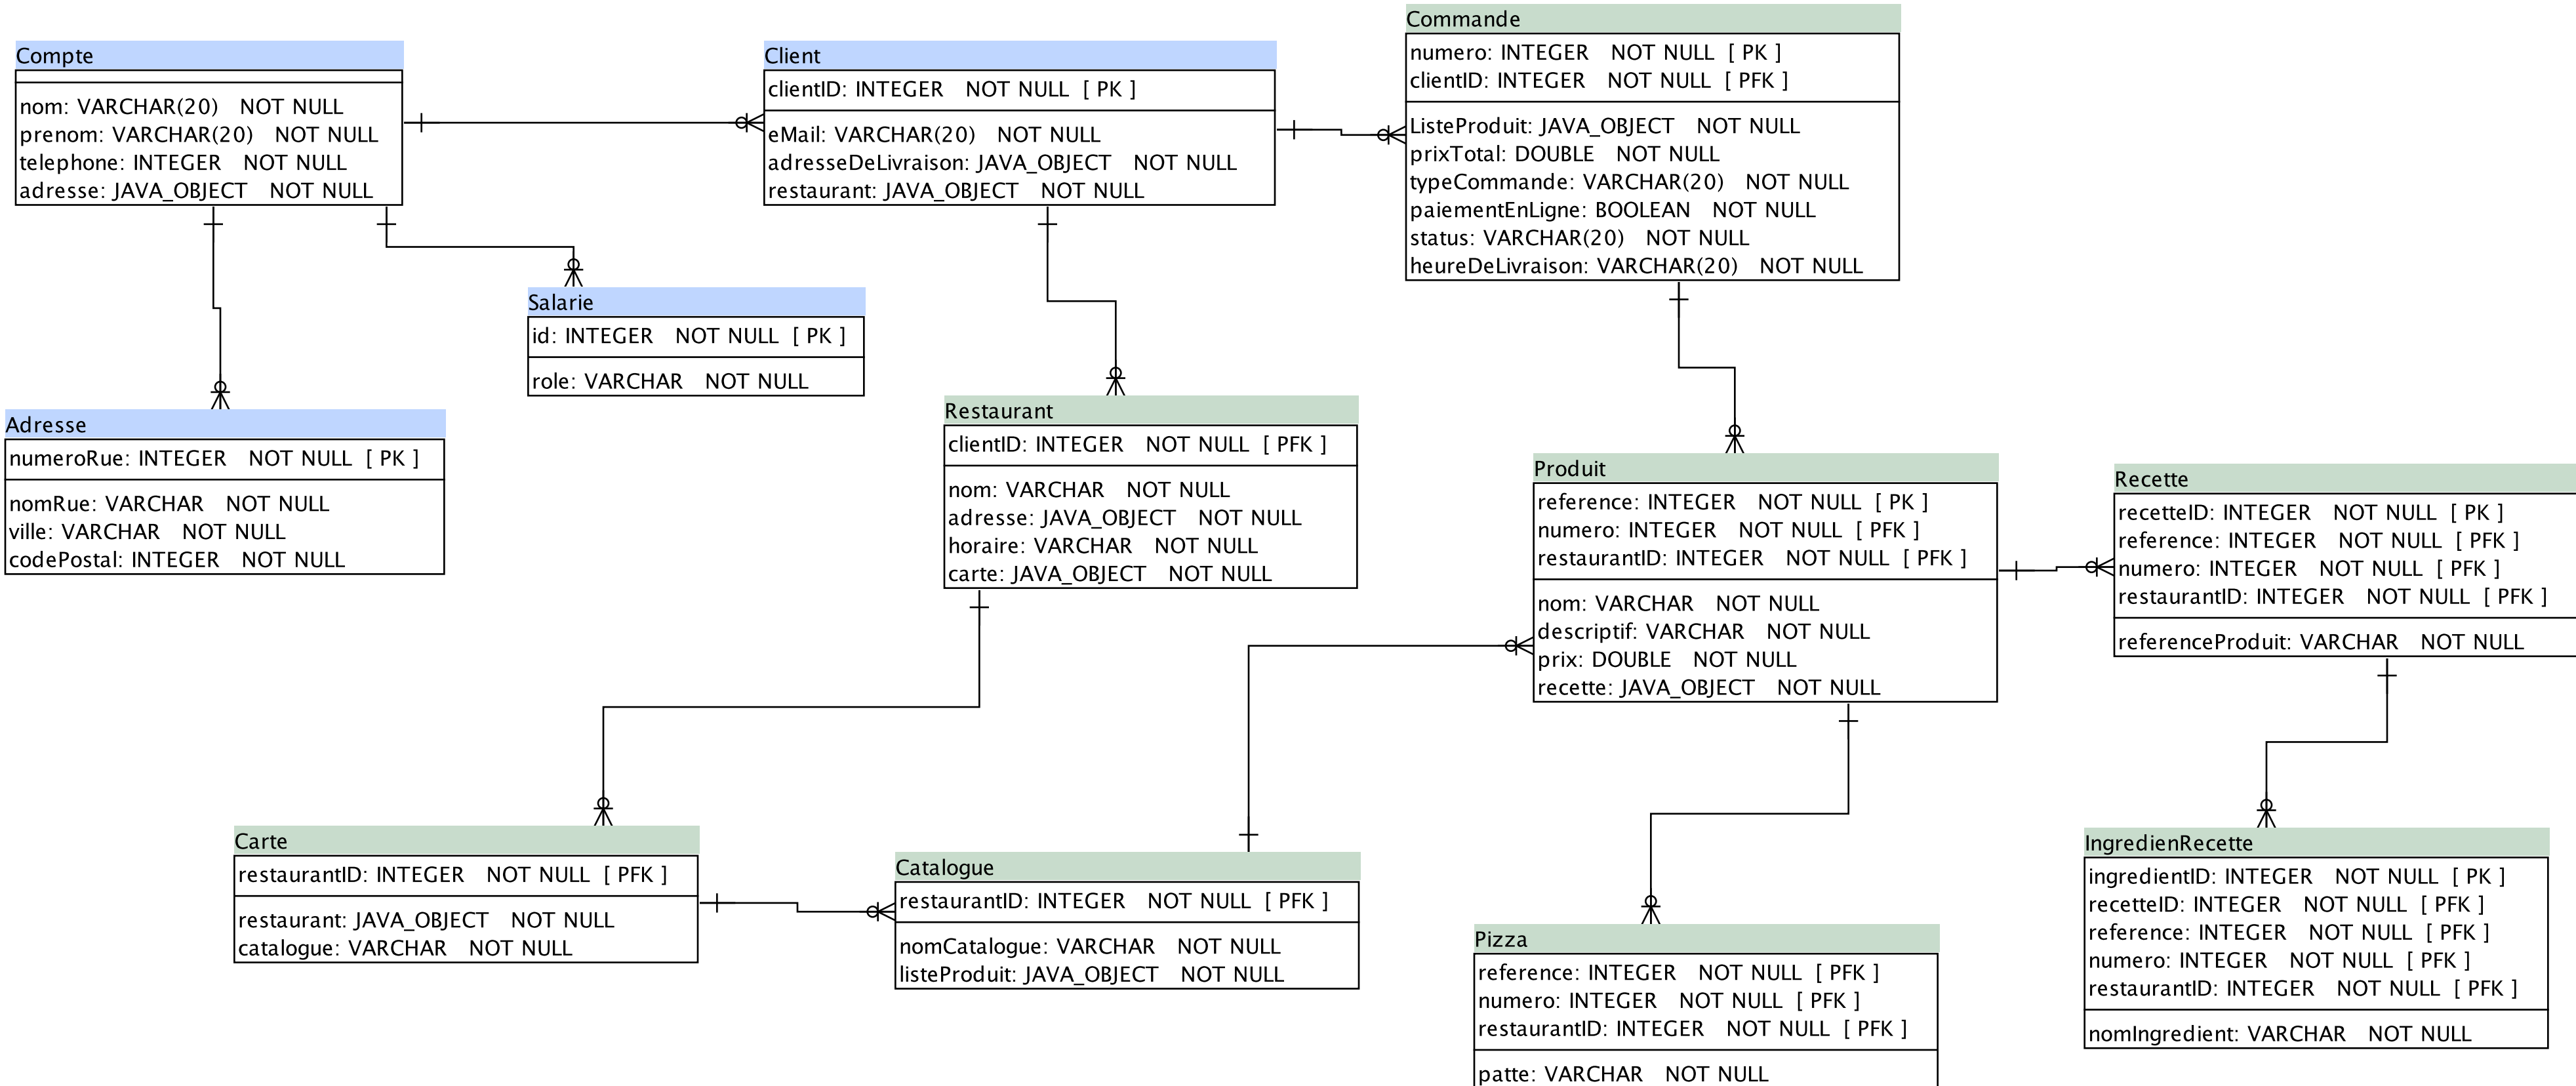 Compte
nom: VARCHAR(20) NOT NULL
prenom: VARCHAR(20) NOT NULL
telephone: INTEGER NOT NULL
adresse: JAVA_OBJECT NOT NULL
Client
clientID: INTEGER NOT NULL [ PK ]
eMail: VARCHAR(20) NOT NULL
adresseDeLivraison: JAVA_OBJECT NOT NULL
restaurant: JAVA_OBJECT NOT NULL
Commande
numero: INTEGER NOT NULL [ PK ]
clientID: INTEGER NOT NULL [ PFK ]
ListeProduit: JAVA_OBJECT NOT NULL
prixTotal: DOUBLE NOT NULL
typeCommande: VARCHAR(20) NOT NULL
paiementEnLigne: BOOLEAN NOT NULL
status: VARCHAR(20) NOT NULL
heureDeLivraison: VARCHAR(20) NOT NULL
Salarie
id: INTEGER NOT NULL [ PK ]
role: VARCHAR NOT NULL
Adresse
numeroRue: INTEGER NOT NULL [ PK ]
nomRue: VARCHAR NOT NULL
ville: VARCHAR NOT NULL
codePostal: INTEGER NOT NULL
Restaurant
clientID: INTEGER NOT NULL [ PFK ]
nom: VARCHAR NOT NULL
adresse: JAVA_OBJECT NOT NULL
horaire: VARCHAR NOT NULL
carte: JAVA_OBJECT NOT NULL
Produit
reference: INTEGER NOT NULL [ PK ]
numero: INTEGER NOT NULL [ PFK ]
restaurantID: INTEGER NOT NULL [ PFK ]
nom: VARCHAR NOT NULL
descriptif: VARCHAR NOT NULL
prix: DOUBLE NOT NULL
recette: JAVA_OBJECT NOT NULL
Recette
recetteID: INTEGER NOT NULL [ PK ]
reference: INTEGER NOT NULL [ PFK ]
numero: INTEGER NOT NULL [ PFK ]
restaurantID: INTEGER NOT NULL [ PFK ]
referenceProduit: VARCHAR NOT NULL
Carte
restaurantID: INTEGER NOT NULL [ PFK ]
restaurant: JAVA_OBJECT NOT NULL
catalogue: VARCHAR NOT NULL
Catalogue
restaurantID: INTEGER NOT NULL [ PFK ]
nomCatalogue: VARCHAR NOT NULL
listeProduit: JAVA_OBJECT NOT NULL
Pizza
reference: INTEGER NOT NULL [ PFK ]
numero: INTEGER NOT NULL [ PFK ]
restaurantID: INTEGER NOT NULL [ PFK ]
patte: VARCHAR NOT NULL
IngredienRecette
ingredientID: INTEGER NOT NULL [ PK ]
recetteID: INTEGER NOT NULL [ PFK ]
reference: INTEGER NOT NULL [ PFK ]
numero: INTEGER NOT NULL [ PFK ]
restaurantID: INTEGER NOT NULL [ PFK ]
nomIngredient: VARCHAR NOT NULL